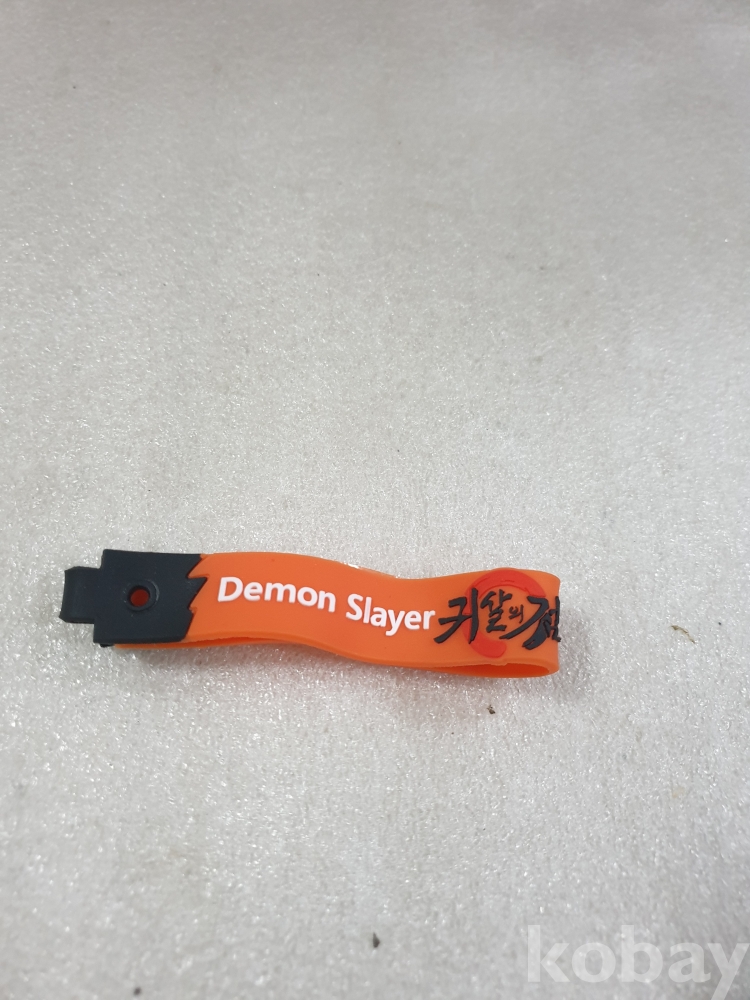 Demon Slayer 귀살의
kobay